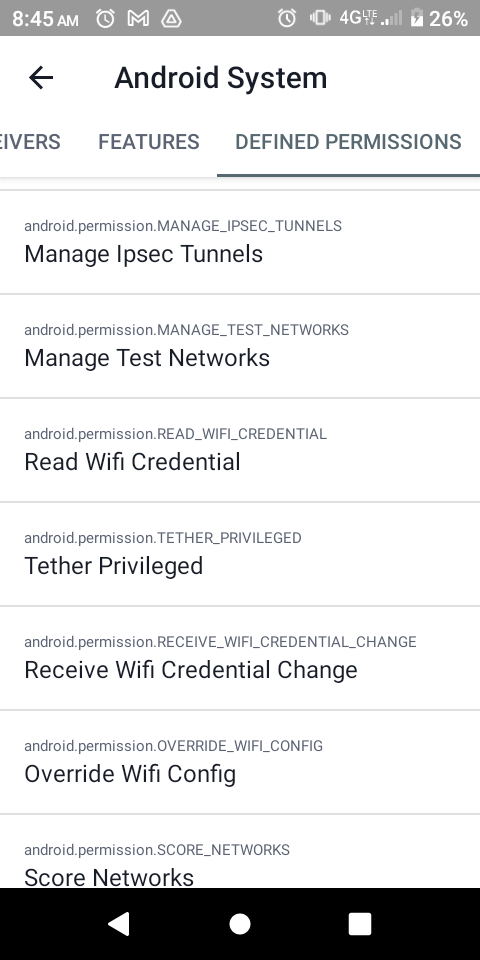 8:45 AM 4G LTE 26%
Android System
EIVERS FEATURES DEFINED PERMISSIONS
android.permission.MANAGE_IPSEC_TUNNELS
Manage Ipsec Tunnels
android.permission.MANAGE_TEST_NETWORKS
Manage Test Networks
android.permission.READ_WIFI_CREDENTIAL
Read Wifi Credential
android.permission.TETHER_PRIVILEGED
Tether Privileged
android.permission.RECEIVE_WIFI_CREDENTIAL_CHANGE
Receive Wifi Credential Change
android.permission.OVERRIDE_WIFI_CONFIG
Override Wifi Config
android.permission.SCORE_NETWORKS
Score Networks